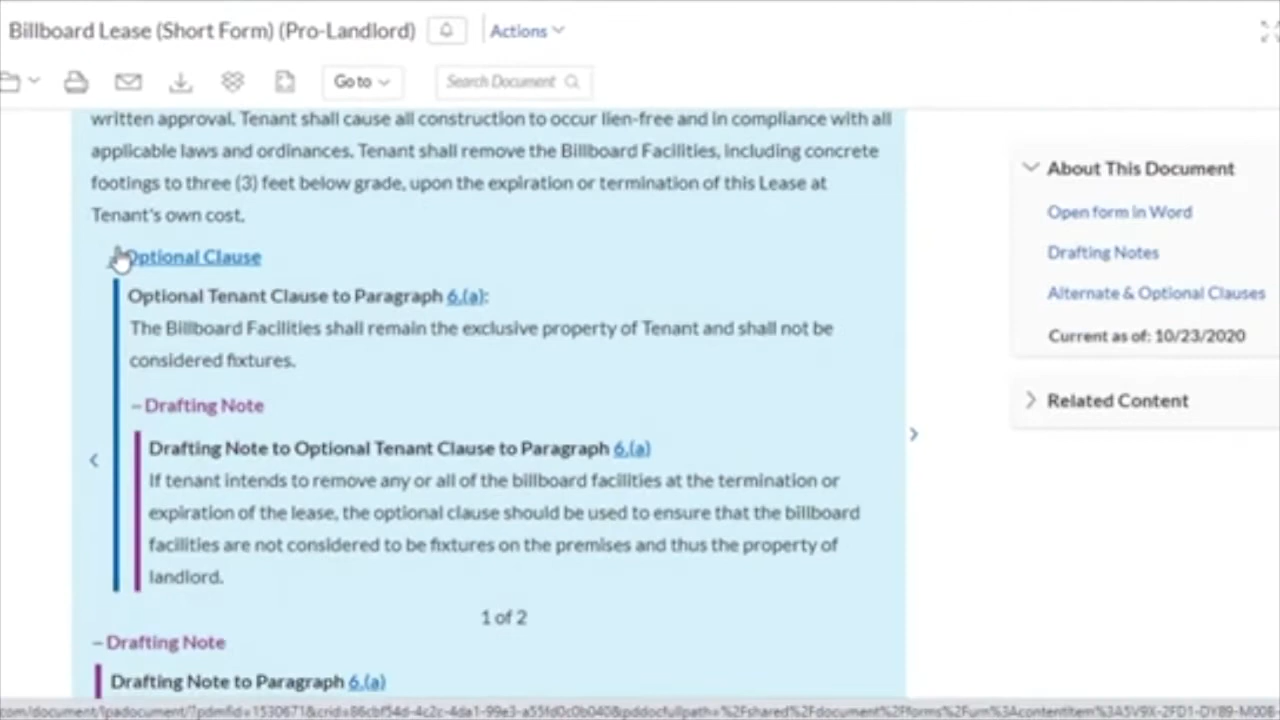 Billboard Lease (Short Form) (Pro-Landlord)
Actions
Go to
Search Document
written approval. Tenant shall cause all construction to occur lien-free and in compliance with all
applicable laws and ordinances. Tenant shall remove the Billboard Facilities, including concrete
footings to three (3) feet below grade, upon the expiration or termination of this Lease at
Tenant's own cost.
Optional Clause
Optional Tenant Clause to Paragraph 6.(a):
The Billboard Facilities shall remain the exclusive property of Tenant and shall not be
considered fixtures.
– Drafting Note
Drafting Note to Optional Tenant Clause to Paragraph 6.(a)
If tenant intends to remove any or all of the billboard facilities at the termination or
expiration of the lease, the optional clause should be used to ensure that the billboard
facilities are not considered to be fixtures on the premises and thus the property of
landlord.
1 of 2
– Drafting Note
Drafting Note to Paragraph 6.(a)
About This Document
Open form in Word
Drafting Notes
Alternate & Optional Clauses
Current as of: 10/23/2020
Related Content